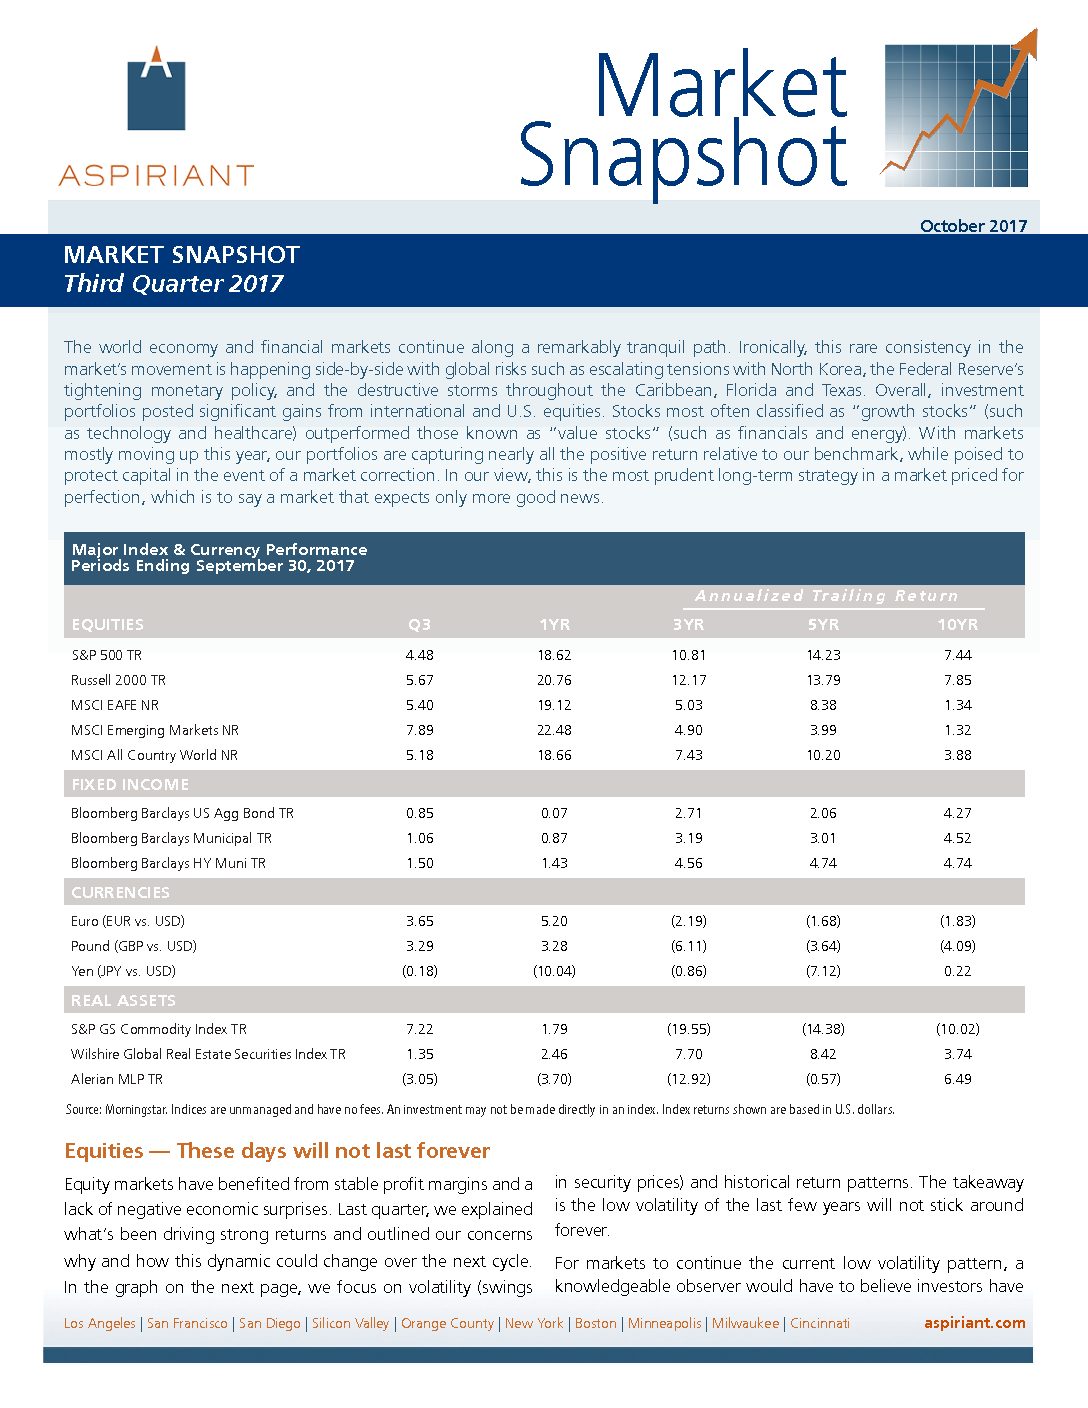 ASPIRIANT
Market
Snapshot
October 2017
MARKET SNAPSHOT
Third Quarter 2017
The world economy and financial markets continue along a remarkably tranquil path. Ironically, this rare consistency in the
market's movement is happening side-by-side with global risks such as escalating tensions with North Korea, the Federal Reserve's
tightening monetary policy, and the destructive storms throughout the Caribbean, Florida and Texas. Overall, investment
portfolios posted significant gains from international and U.S. equities. Stocks most often classified as "growth stocks" (such
as technology and healthcare) outperformed those known as "value stocks" (such as financials and energy). With markets
mostly moving up this year, our portfolios are capturing nearly all the positive return relative to our benchmark, while poised to
protect capital in the event of a market correction. In our view, this is the most prudent long-term strategy in a market priced for
perfection, which is to say a market that expects only more good news.
Major Index & Currency Performance
Periods Ending September 30, 2017
Annualized Trailing Return
EQUITIES Q3 1YR 3YR 5YR 10YR
S&P 500 TR 4.48 18.62 10.81 14.23 7.44
Russell 2000 TR 5.67 20.76 12.17 13.79 7.85
MSCI EAFE NR 5.40 19.12 5.03 8.38 1.34
MSCI Emerging Markets NR 7.89 22.48 4.90 3.99 1.32
MSCI All Country World NR 5.18 18.66 7.43 10.20 3.88
FIXED INCOME
Bloomberg Barclays US Agg Bond TR 0.85 0.07 2.71 2.06 4.27
Bloomberg Barclays Municipal TR 1.06 0.87 3.19 3.01 4.52
Bloomberg Barclays HY Muni TR 1.50 1.43 4.56 4.74 4.74
CURRENCIES
Euro (EUR vs. USD) 3.65 5.20 (2.19) (1.68) (1.83)
Pound (GBP vs. USD) 3.29 3.28 (6.11) (3.64) (4.09)
Yen (JPY vs. USD) (0.18) (10.04) (0.86) (7.12) 0.22
REAL ASSETS
S&P GS Commodity Index TR 7.22 1.79 (19.55) (14.38) (10.02)
Wilshire Global Real Estate Securities Index TR 1.35 2.46 7.70 8.42 3.74
Alerian MLP TR (3.05) (3.70) (12.92) (0.57) 6.49
Source: Morningstar. Indices are unmanaged and have no fees. An investment may not be made directly in an index. Index returns shown are based in U.S. dollars.
Equities — These days will not last forever
Equity markets have benefited from stable profit margins and a
lack of negative economic surprises. Last quarter, we explained
what's been driving strong returns and outlined our concerns
why and how this dynamic could change over the next cycle.
In the graph on the next page, we focus on volatility (swings
in security prices) and historical return patterns. The takeaway
is the low volatility of the last few years will not stick around
forever.
For markets to continue the current low volatility pattern, a
knowledgeable observer would have to believe investors have
Los Angeles | San Francisco | San Diego | Silicon Valley | Orange County | New York | Boston | Minneapolis | Milwaukee | Cincinnati
aspiriant.com